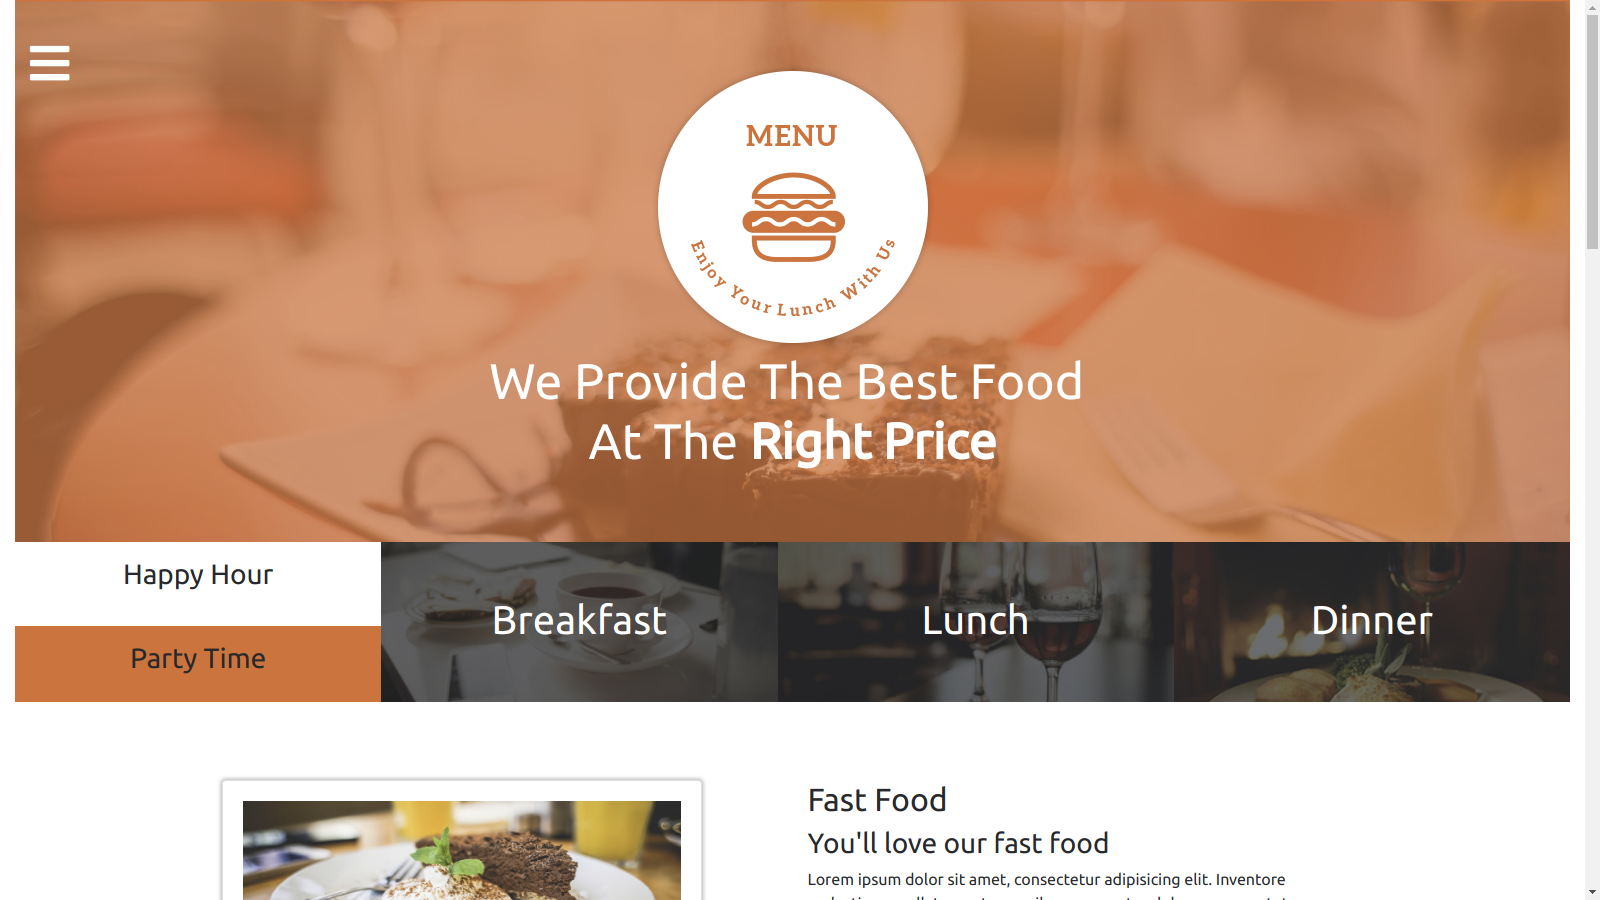 MENU
Enjoy Your Lunch With Us
We Provide The Best Food
At The Right Price
Happy Hour
Party Time
Breakfast
Lunch
Dinner
Fast Food
You'll love our fast food
Lorem ipsum dolor sit amet, consectetur adipisicing elit. Inventore